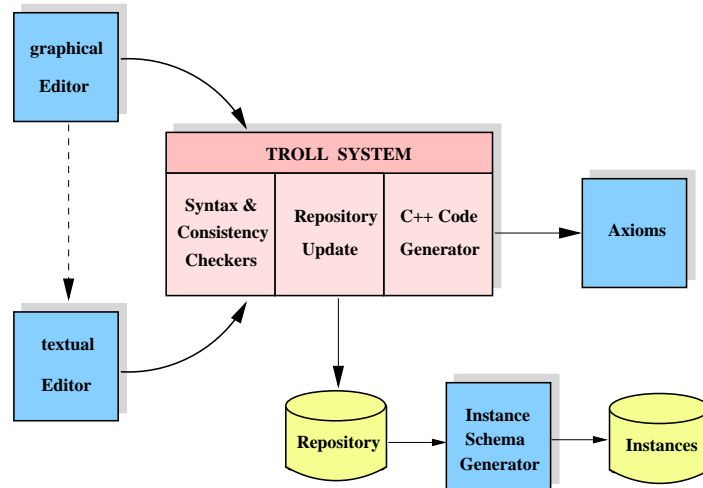 graphical
Editor
TROLL SYSTEM
Syntax &
Consistency
Checkers
Repository
Update
C++ Code
Generator
Axioms
textual
Editor
Repository
Instance
Schema
Generator
Instances